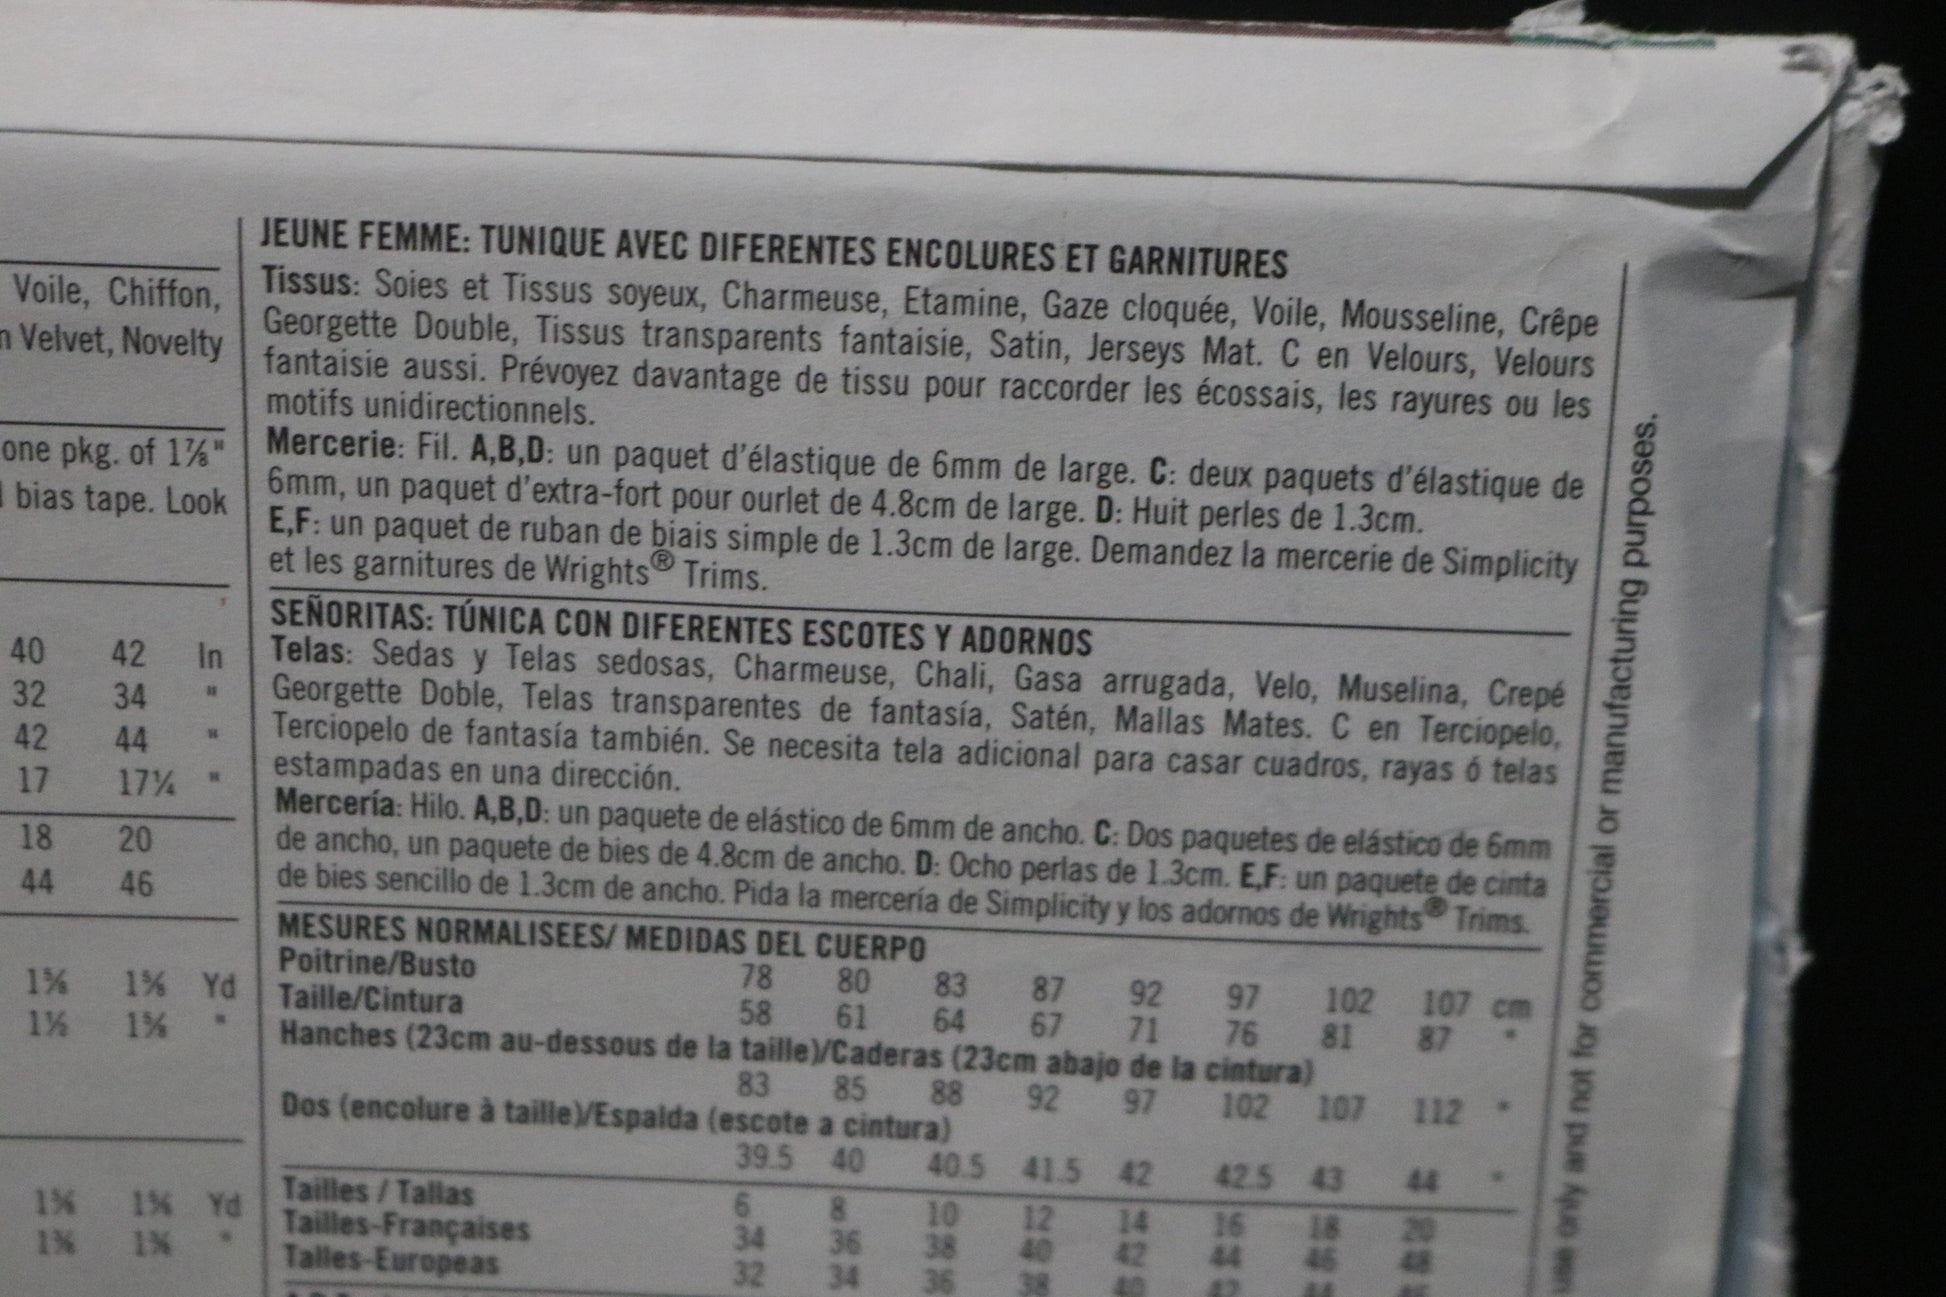 Voile, Chiffon,
Velvet, Novelty
one pkg. of 1⅞"
bias tape. Look
40 42 In
32 34 "
42 44 "
17 17¼ "
18 20
44 46
Yd
"
Yd
"
JEUNE FEMME: TUNIQUE AVEC DIFERENTES ENCOLURES ET GARNITURES
Tissus: Soies et Tissus soyeux, Charmeuse, Etamine, Gaze cloquée, Voile, Mousseline, Crêpe
Georgette Double, Tissus transparents fantaisie, Satin, Jerseys Mat. C en Velours, Velours
fantaisie aussi. Prévoyez davantage de tissu pour raccorder les écossais, les rayures ou les
motifs unidirectionnels.
Mercerie: Fil. A,B,D: un paquet d'élastique de 6mm de large. C: deux paquets d'élastique de
6mm, un paquet d'extra-fort pour ourlet de 4.8cm de large. D: Huit perles de 1.3cm.
E,F: un paquet de ruban de biais simple de 1.3cm de large. Demandez la mercerie de Simplicity
et les garnitures de Wrights® Trims.
SEÑORITAS: TÚNICA CON DIFERENTES ESCOTES Y ADORNOS
Telas: Sedas y Telas sedosas, Charmeuse, Chali, Gasa arrugada, Velo, Muselina, Crepé
Georgette Doble, Telas transparentes de fantasía, Satén, Mallas Mates. C en Terciopelo,
Terciopelo de fantasía también. Se necesita tela adicional para casar cuadros, rayas ó telas
estampadas en una dirección.
Mercería: Hilo. A,B,D: un paquete de elástico de 6mm de ancho. C: Dos paquetes de elástico de 6mm
de ancho, un paquete de bies de 4.8cm de ancho. D: Ocho perlas de 1.3cm. E,F: un paquete de cinta
de bies sencillo de 1.3cm de ancho. Pida la mercería de Simplicity y los adornos de Wrights® Trims.
MESURES NORMALISEES/ MEDIDAS DEL CUERPO
Poitrine/Busto 78 80 83 87 92 97 102 107 cm
Taille/Cintura 58 61 64 67 71 76 81 87 "
Hanches (23cm au-dessous de la taille)/Caderas (23cm abajo de la cintura)
83 85 88 92 97 102 107 112 "
Dos (encolure à taille)/Espalda (escote a cintura)
39.5 40 40.5 41.5 42 42.5 43 44 "
Tailles / Tallas 6 8 10 12 14 16 18 20
Tailles-Françaises 34 36 38 40 42 44 46 48
Talles-Europeas 32 34 36 38 40 42 44
use only and not for commercial or manufacturing purposes.